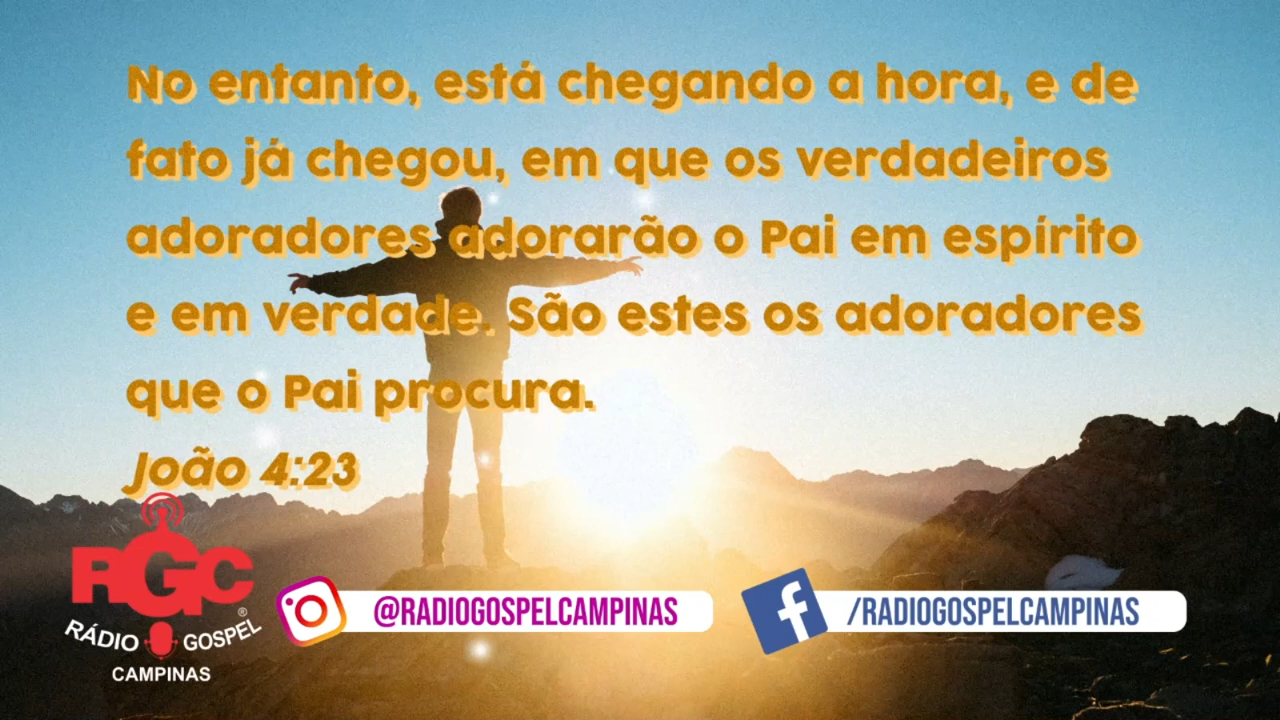 No entanto, está chegando a hora, e de
fato já chegou, em que os verdadeiros
adoradores adorarão o Pai em espírito
e em verdade. São estes os adoradores
que o Pai procura.
João 4:23
RGC
®
RÁDIO GOSPEL
CAMPINAS
@RADIOGOSPELCAMPINAS
f /RADIOGOSPELCAMPINAS